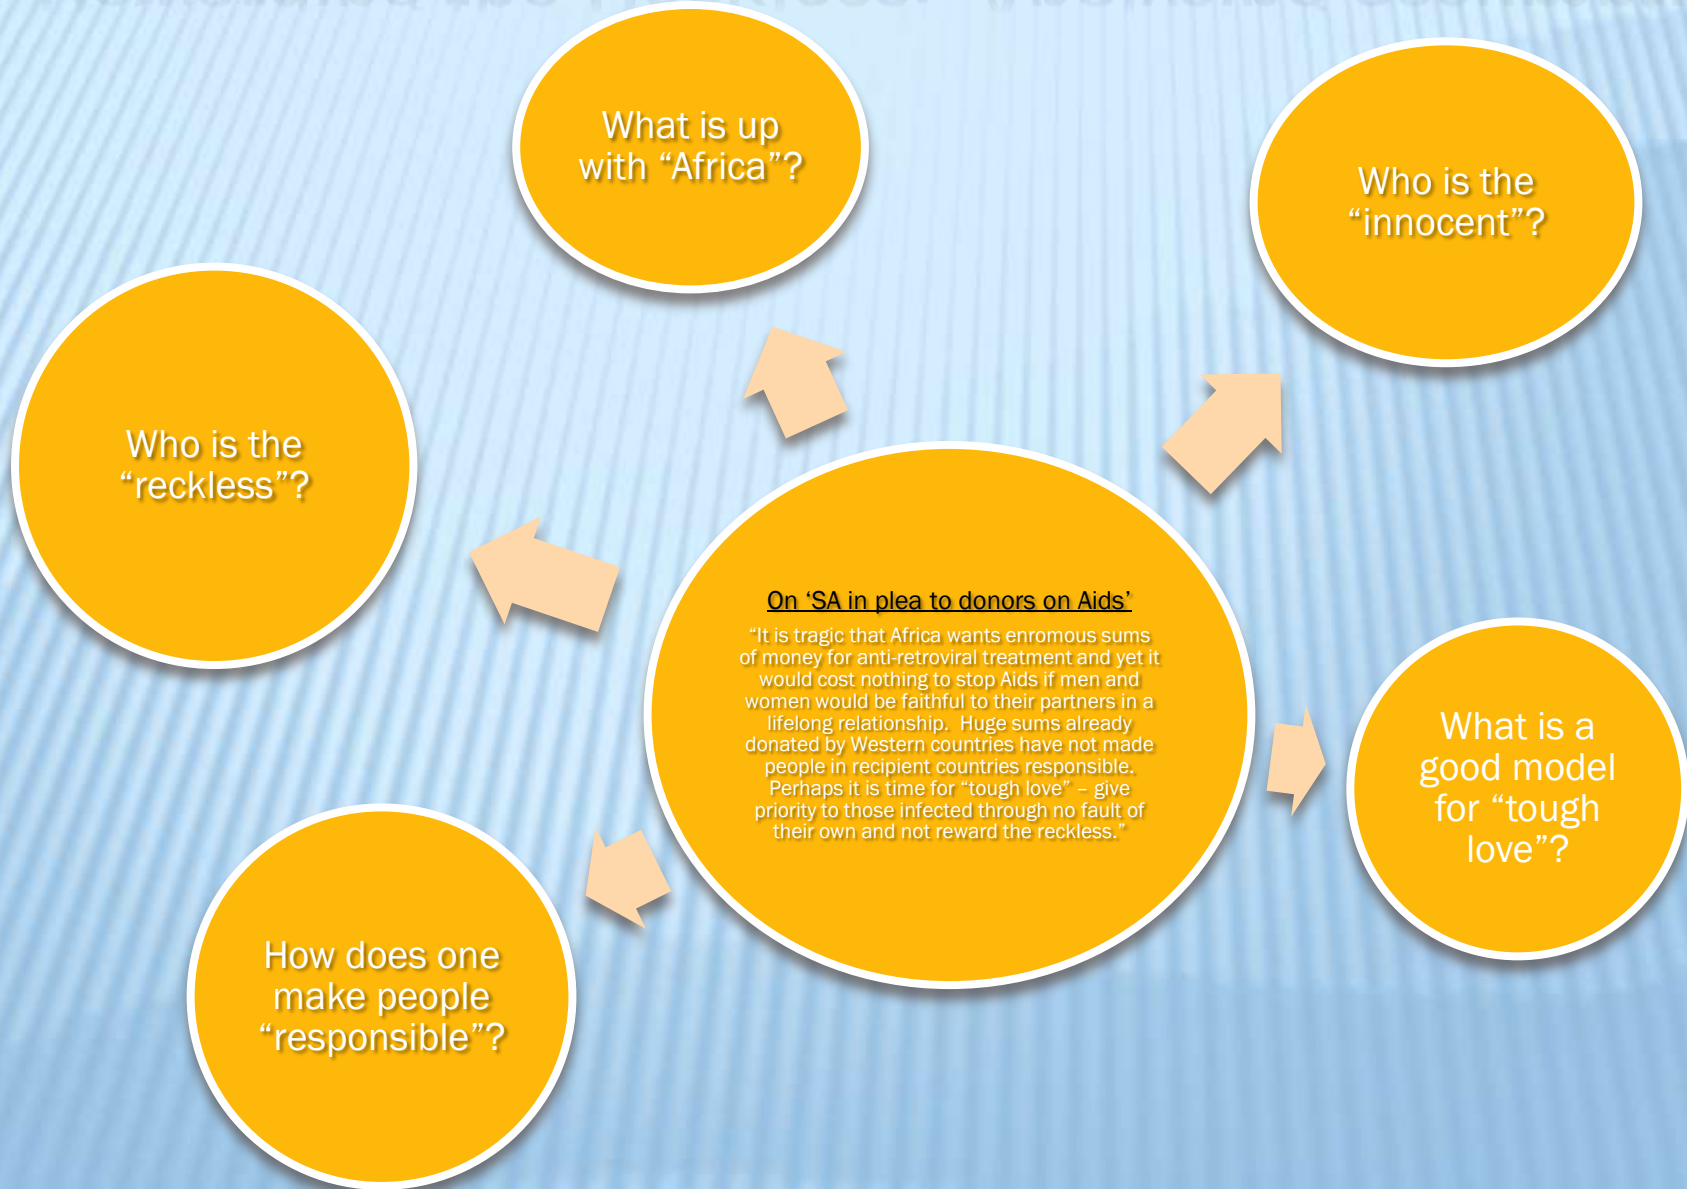 What is up
with “Africa”?
Who is the
“innocent”?
Who is the
“reckless”?
On ‘SA in plea to donors on Aids’
“It is tragic that Africa wants enromous sums
of money for anti-retroviral treatment and yet it
would cost nothing to stop Aids if men and
women would be faithful to their partners in a
lifelong relationship.  Huge sums already
donated by Western countries have not made
people in recipient countries responsible.
Perhaps it is time for “tough love” – give
priority to those infected through no fault of
their own and not reward the reckless.”
What is a
good model
for “tough
love”?
How does one
make people
“responsible”?